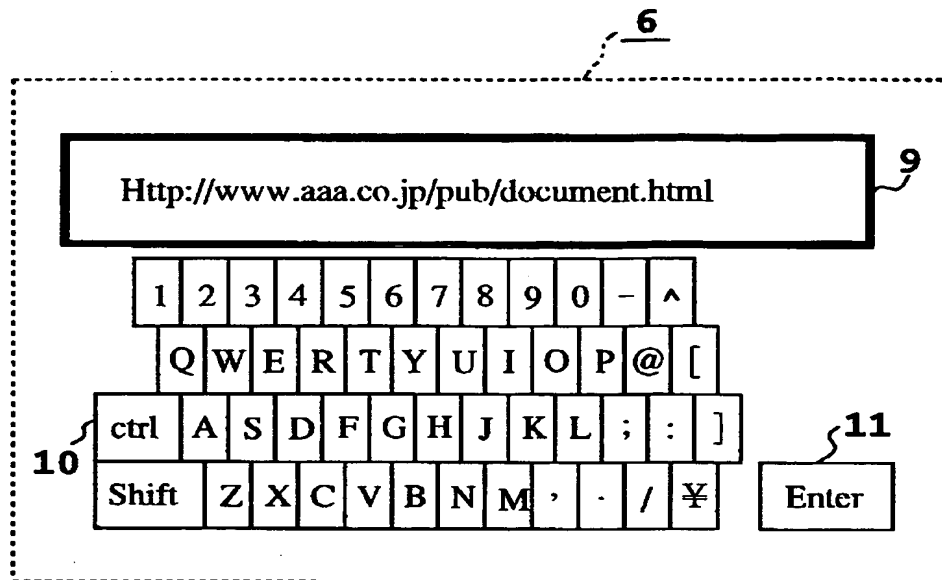 6
Http://www.aaa.co.jp/pub/document.html
9
1 2 3 4 5 6 7 8 9 0 - ^
Q W E R T Y U I O P @ [
ctrl A S D F G H J K L ; : ]
10
11
Shift Z X C V B N M , . / ¥
Enter